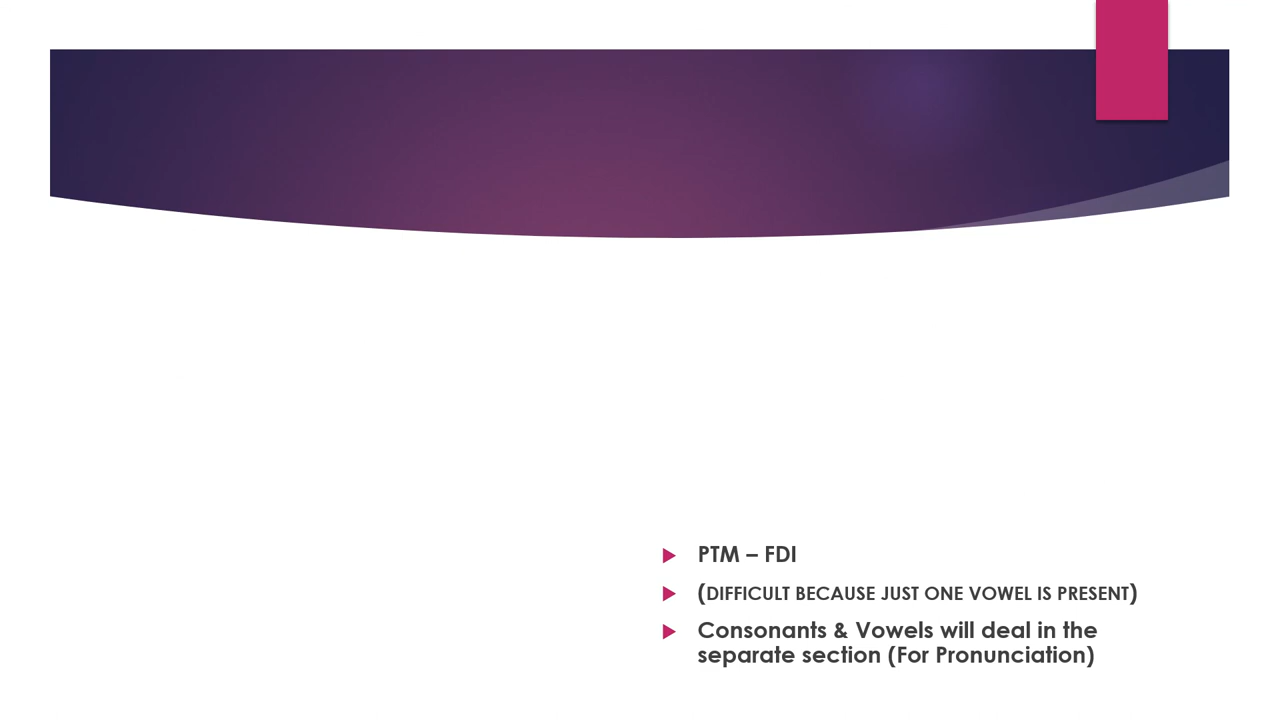 PTM – FDI
(DIFFICULT BECAUSE JUST ONE VOWEL IS PRESENT)
Consonants & Vowels will deal in the
separate section (For Pronunciation)